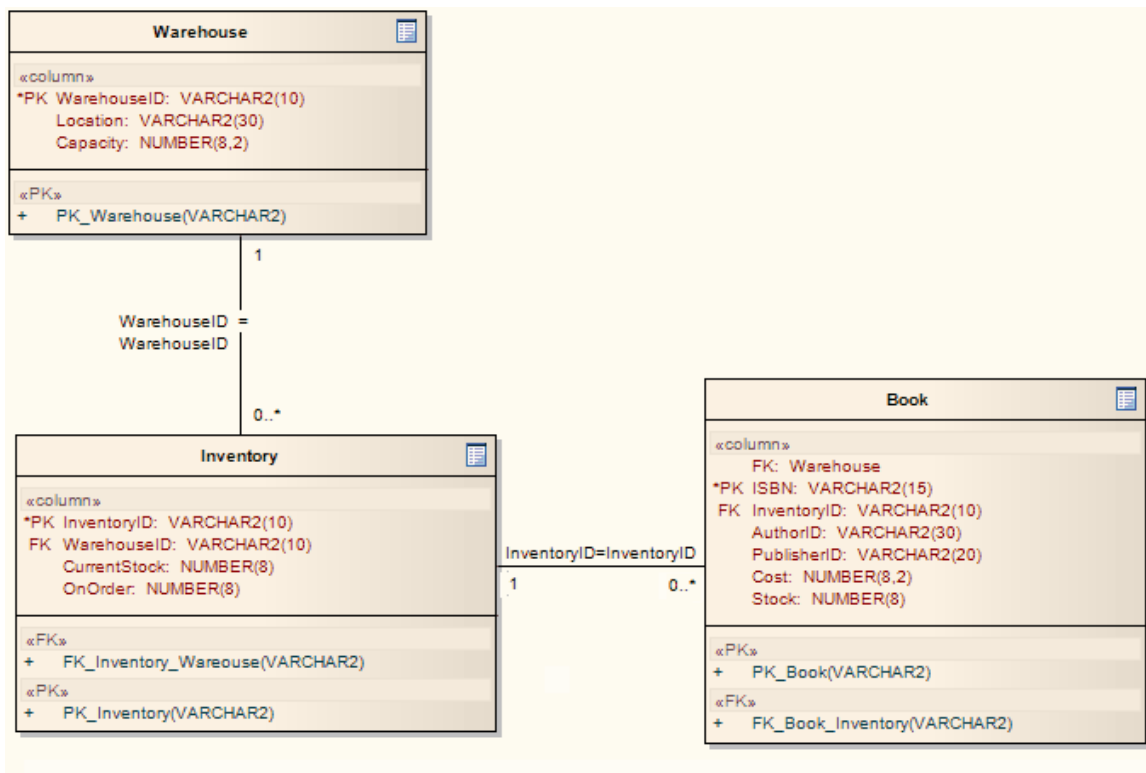 Warehouse
«column»
*PK WarehouseID: VARCHAR2(10)
Location: VARCHAR2(30)
Capacity: NUMBER(8,2)
«PK»
+ PK_Warehouse(VARCHAR2)
1
WarehouseID =
WarehouseID
0..*
Inventory
«column»
*PK InventoryID: VARCHAR2(10)
FK WarehouseID: VARCHAR2(10)
CurrentStock: NUMBER(8)
OnOrder: NUMBER(8)
«FK»
+ FK_Inventory_Wareouse(VARCHAR2)
«PK»
+ PK_Inventory(VARCHAR2)
InventoryID=InventoryID
1
0..*
Book
«column»
FK: Warehouse
*PK ISBN: VARCHAR2(15)
FK InventoryID: VARCHAR2(10)
AuthorID: VARCHAR2(30)
PublisherID: VARCHAR2(20)
Cost: NUMBER(8,2)
Stock: NUMBER(8)
«PK»
+ PK_Book(VARCHAR2)
«FK»
+ FK_Book_Inventory(VARCHAR2)